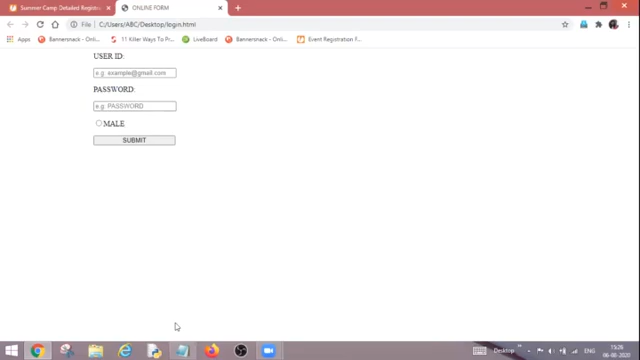 Summer Camp Detailed Registra
ONLINE FORM
File
C:/Users/ABC/Desktop/login.html
Apps
Bannersnack - Onli...
11 Killer Ways To Pr...
LiveBoard
Bannersnack - Onli...
Event Registration F...
USER ID:
e.g. example@gmail.com
PASSWORD:
e.g. PASSWORD
MALE
SUBMIT
Desktop
ENG
15:26
06-08-2020